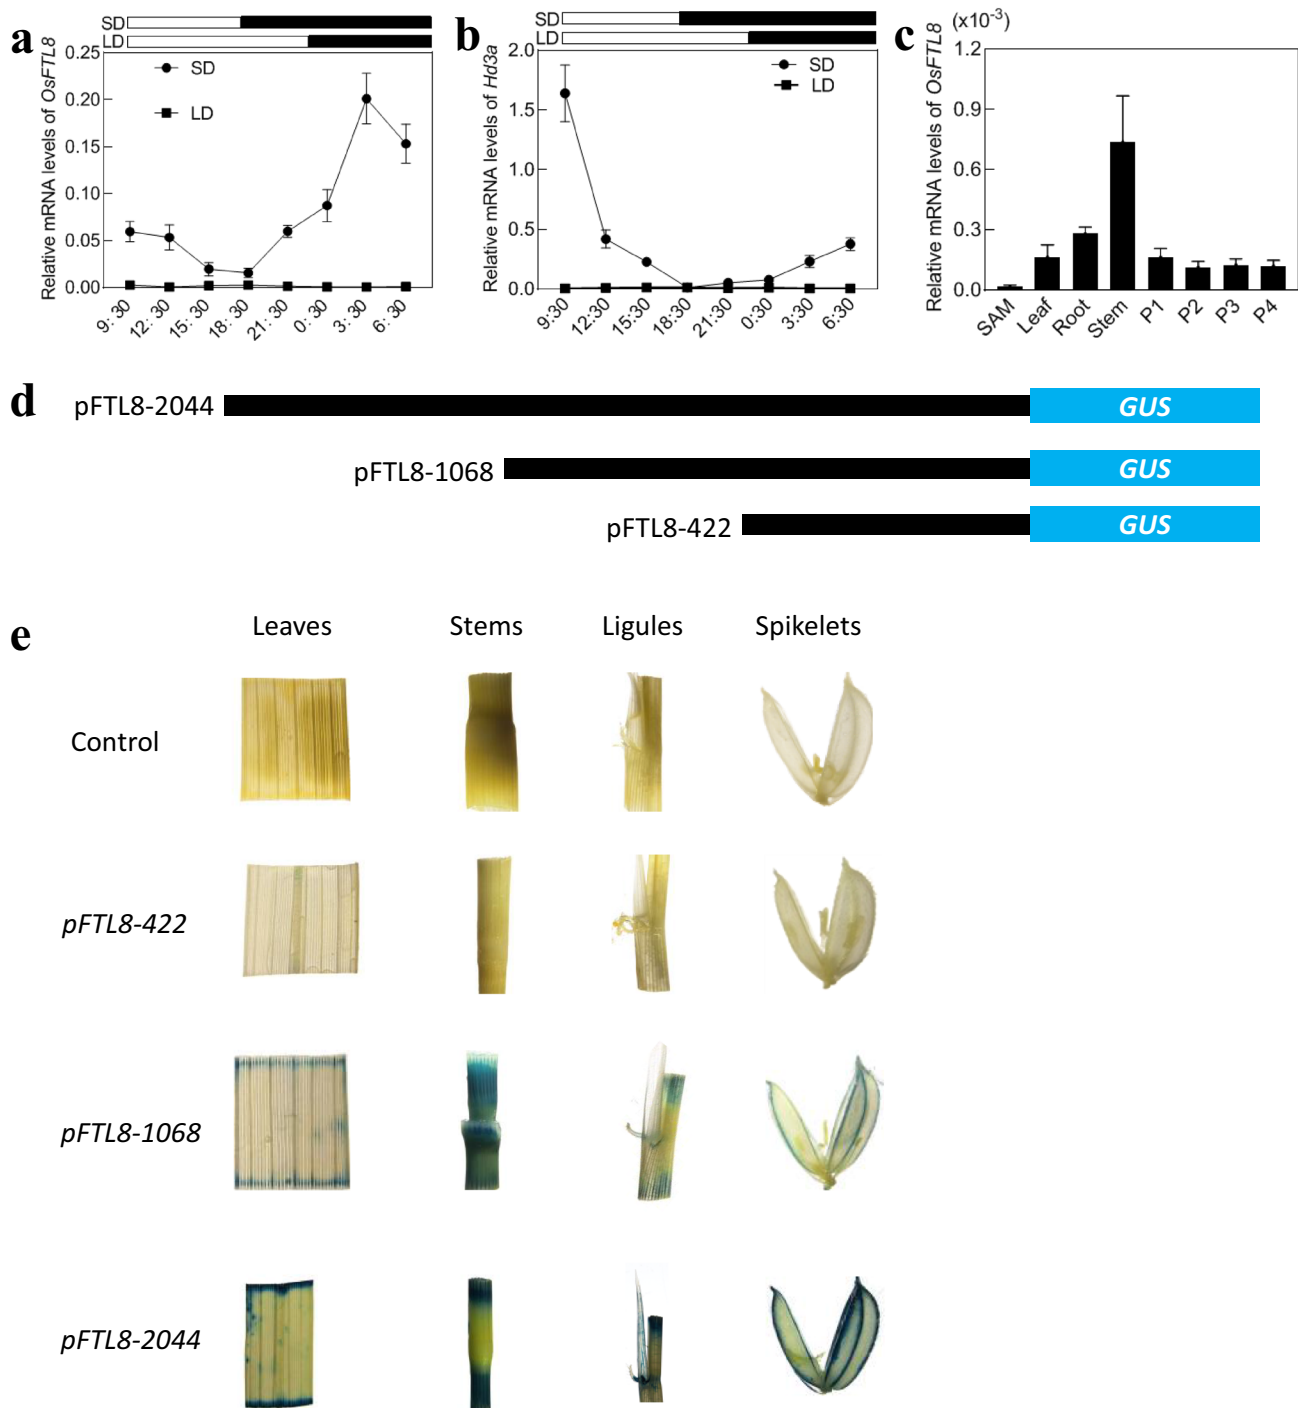 a
SD
LD
Relative mRNA levels of OsFTL8
0.25
0.20
0.15
0.10
0.05
0.00
SD
LD
9:30
12:30
15:30
18:30
21:30
0:30
3:30
6:30
b
SD
LD
Relative mRNA levels of Hd3a
2.0
1.5
1.0
0.5
0.0
SD
LD
9:30
12:30
15:30
18:30
21:30
0:30
3:30
6:30
c
(x10⁻³)
Relative mRNA levels of OsFTL8
1.2
0.9
0.6
0.3
0.0
SAM
Leaf
Root
Stem
P1
P2
P3
P4
d
pFTL8-2044
GUS
pFTL8-1068
GUS
pFTL8-422
GUS
e
Leaves Stems Ligules Spikelets
Control
pFTL8-422
pFTL8-1068
pFTL8-2044